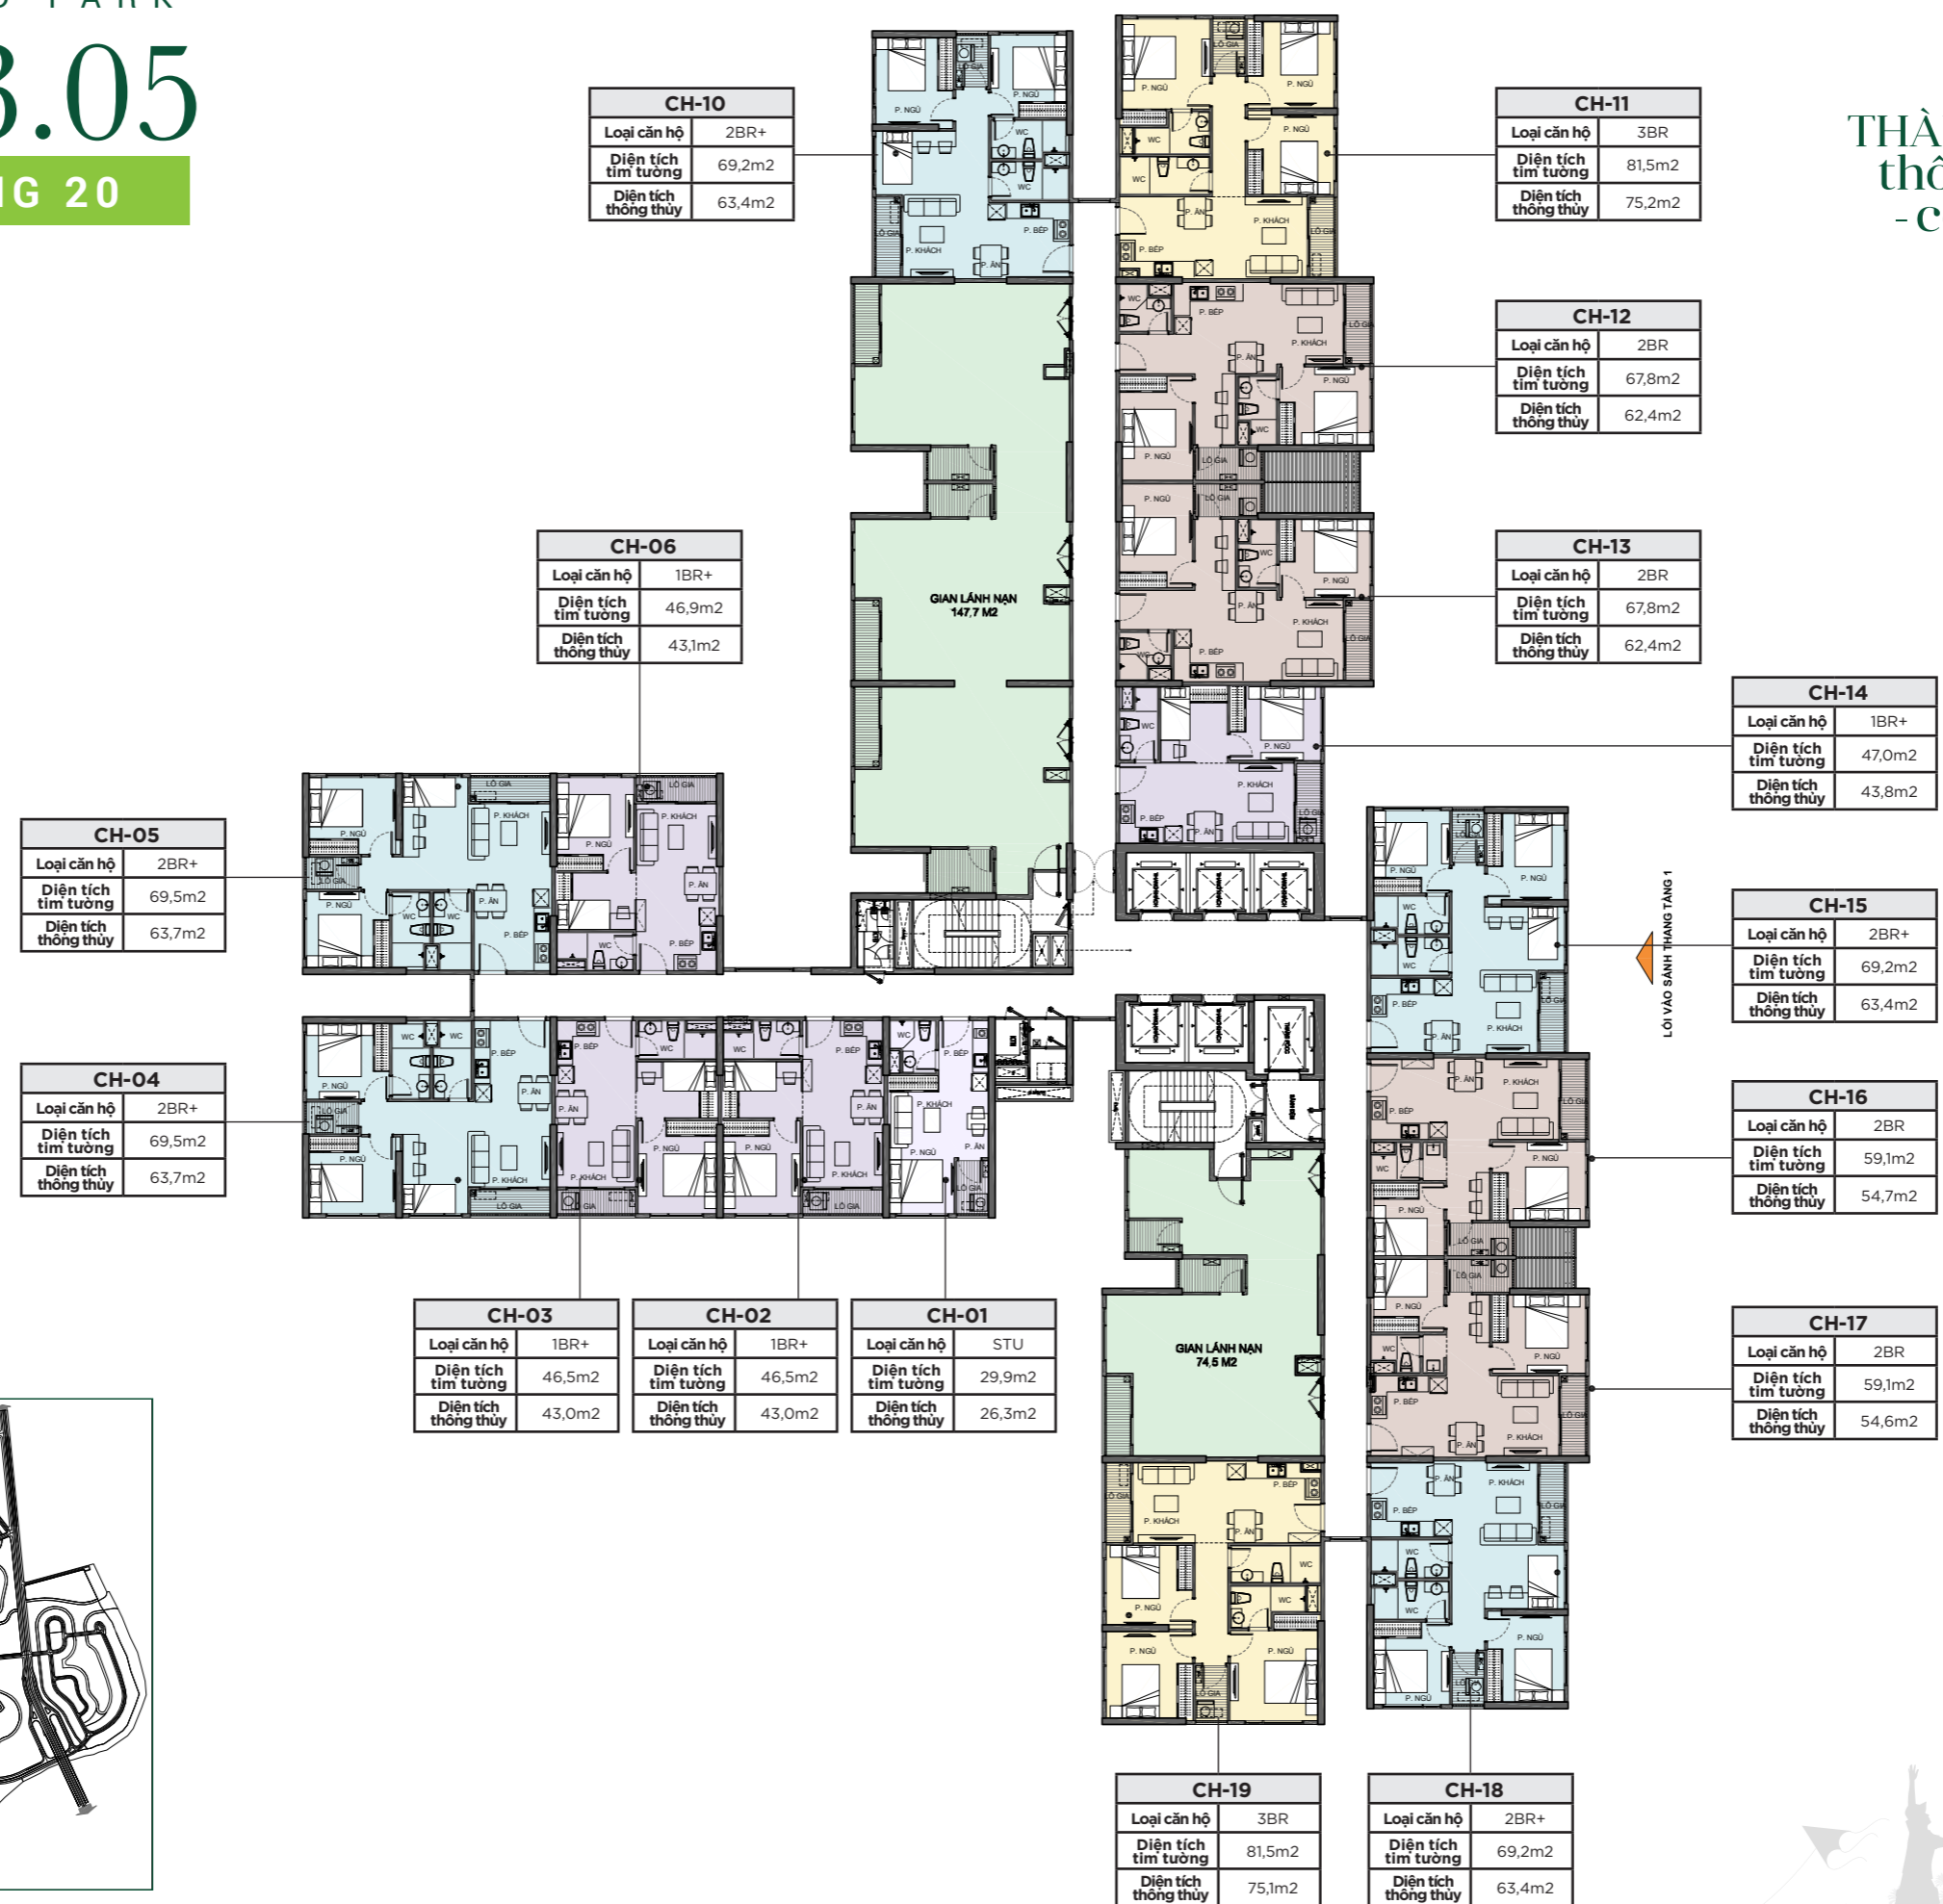 PARK
3.05
NG 20
THÀ
thô
- c
CH-10
Loại căn hộ 2BR+
Diện tích tim tường 69,2m2
Diện tích thông thủy 63,4m2
CH-11
Loại căn hộ 3BR
Diện tích tim tường 81,5m2
Diện tích thông thủy 75,2m2
CH-12
Loại căn hộ 2BR
Diện tích tim tường 67,8m2
Diện tích thông thủy 62,4m2
CH-06
Loại căn hộ 1BR+
Diện tích tim tường 46,9m2
Diện tích thông thủy 43,1m2
CH-13
Loại căn hộ 2BR
Diện tích tim tường 67,8m2
Diện tích thông thủy 62,4m2
GIAN LÁNH NẠN
147,7 M2
CH-14
Loại căn hộ 1BR+
Diện tích tim tường 47,0m2
Diện tích thông thủy 43,8m2
CH-05
Loại căn hộ 2BR+
Diện tích tim tường 69,5m2
Diện tích thông thủy 63,7m2
CH-15
Loại căn hộ 2BR+
Diện tích tim tường 69,2m2
Diện tích thông thủy 63,4m2
LỐI VÀO SẢNH THANG TẦNG 1
CH-04
Loại căn hộ 2BR+
Diện tích tim tường 69,5m2
Diện tích thông thủy 63,7m2
CH-16
Loại căn hộ 2BR
Diện tích tim tường 59,1m2
Diện tích thông thủy 54,7m2
CH-03
Loại căn hộ 1BR+
Diện tích tim tường 46,5m2
Diện tích thông thủy 43,0m2
CH-02
Loại căn hộ 1BR+
Diện tích tim tường 46,5m2
Diện tích thông thủy 43,0m2
CH-01
Loại căn hộ STU
Diện tích tim tường 29,9m2
Diện tích thông thủy 26,3m2
GIAN LÁNH NẠN
74,5 M2
CH-17
Loại căn hộ 2BR
Diện tích tim tường 59,1m2
Diện tích thông thủy 54,6m2
CH-19
Loại căn hộ 3BR
Diện tích tim tường 81,5m2
Diện tích thông thủy 75,1m2
CH-18
Loại căn hộ 2BR+
Diện tích tim tường 69,2m2
Diện tích thông thủy 63,4m2
P. NGỦ
LÔ GIA
WC
P. KHÁCH
P. BẾP
P. ĂN